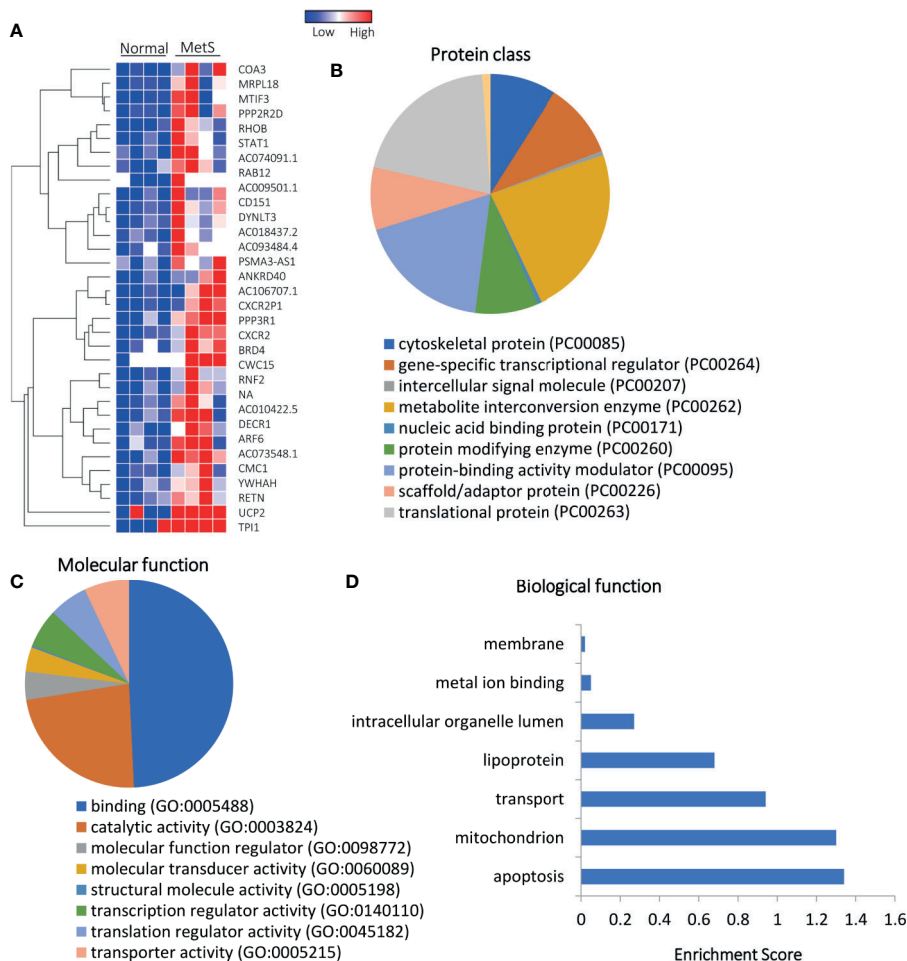 A
Low High
Normal MetS
COA3
MRPL18
MTIF3
PPP2R2D
RHOB
STAT1
AC074091.1
RAB12
AC009501.1
CD151
DYNLT3
AC018437.2
AC093484.4
PSMA3-AS1
ANKRD40
AC106707.1
CXCR2P1
PPP3R1
CXCR2
BRD4
CWC15
RNF2
NA
AC010422.5
DECR1
ARF6
AC073548.1
CMC1
YWHAH
RETN
UCP2
TPI1
B
Protein class
cytoskeletal protein (PC00085)
gene-specific transcriptional regulator (PC00264)
intercellular signal molecule (PC00207)
metabolite interconversion enzyme (PC00262)
nucleic acid binding protein (PC00171)
protein modifying enzyme (PC00260)
protein-binding activity modulator (PC00095)
scaffold/adaptor protein (PC00226)
translational protein (PC00263)
C
Molecular function
binding (GO:0005488)
catalytic activity (GO:0003824)
molecular function regulator (GO:0098772)
molecular transducer activity (GO:0060089)
structural molecule activity (GO:0005198)
transcription regulator activity (GO:0140110)
translation regulator activity (GO:0045182)
transporter activity (GO:0005215)
D
Biological function
membrane
metal ion binding
intracellular organelle lumen
lipoprotein
transport
mitochondrion
apoptosis
0 0.2 0.4 0.6 0.8 1 1.2 1.4 1.6
Enrichment Score